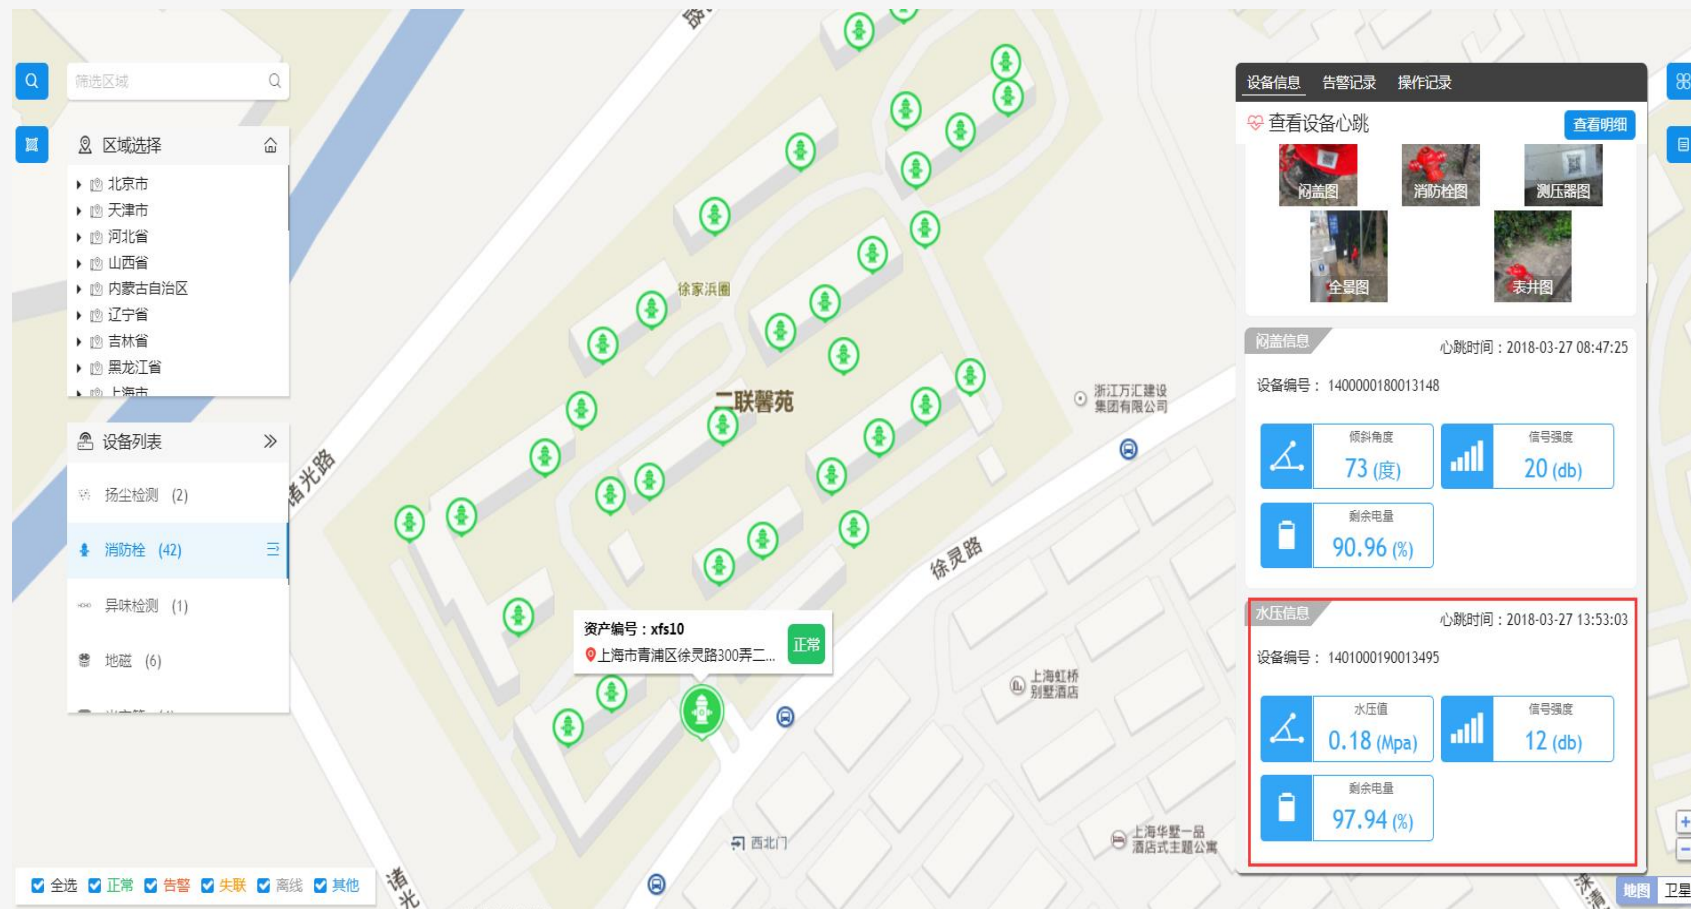 筛选区域
区域选择
北京市
天津市
河北省
山西省
内蒙古自治区
辽宁省
吉林省
黑龙江省
上海市
设备列表
扬尘检测 (2)
消防栓 (42)
异味检测 (1)
地磁 (6)
全选 正常 告警 失联 离线 其他
诸光路
徐家浜圈
二联馨苑
浙江万汇建设
集团有限公司
徐灵路
资产编号：xfs10
上海市青浦区徐灵路300弄二...
正常
上海虹桥
别墅酒店
西北门
上海华墅一品
酒店式主题公寓
诸光
设备信息 告警记录 操作记录
查看设备心跳
查看明细
闷盖图
消防栓图
测压器图
全景图
表井图
闷盖信息
心跳时间：2018-03-27 08:47:25
设备编号： 1400000180013148
倾斜角度
73 (度)
信号强度
20 (db)
剩余电量
90.96 (%)
水压信息
心跳时间：2018-03-27 13:53:03
设备编号： 1401000190013495
水压值
0.18 (Mpa)
信号强度
12 (db)
剩余电量
97.94 (%)
地图 卫星